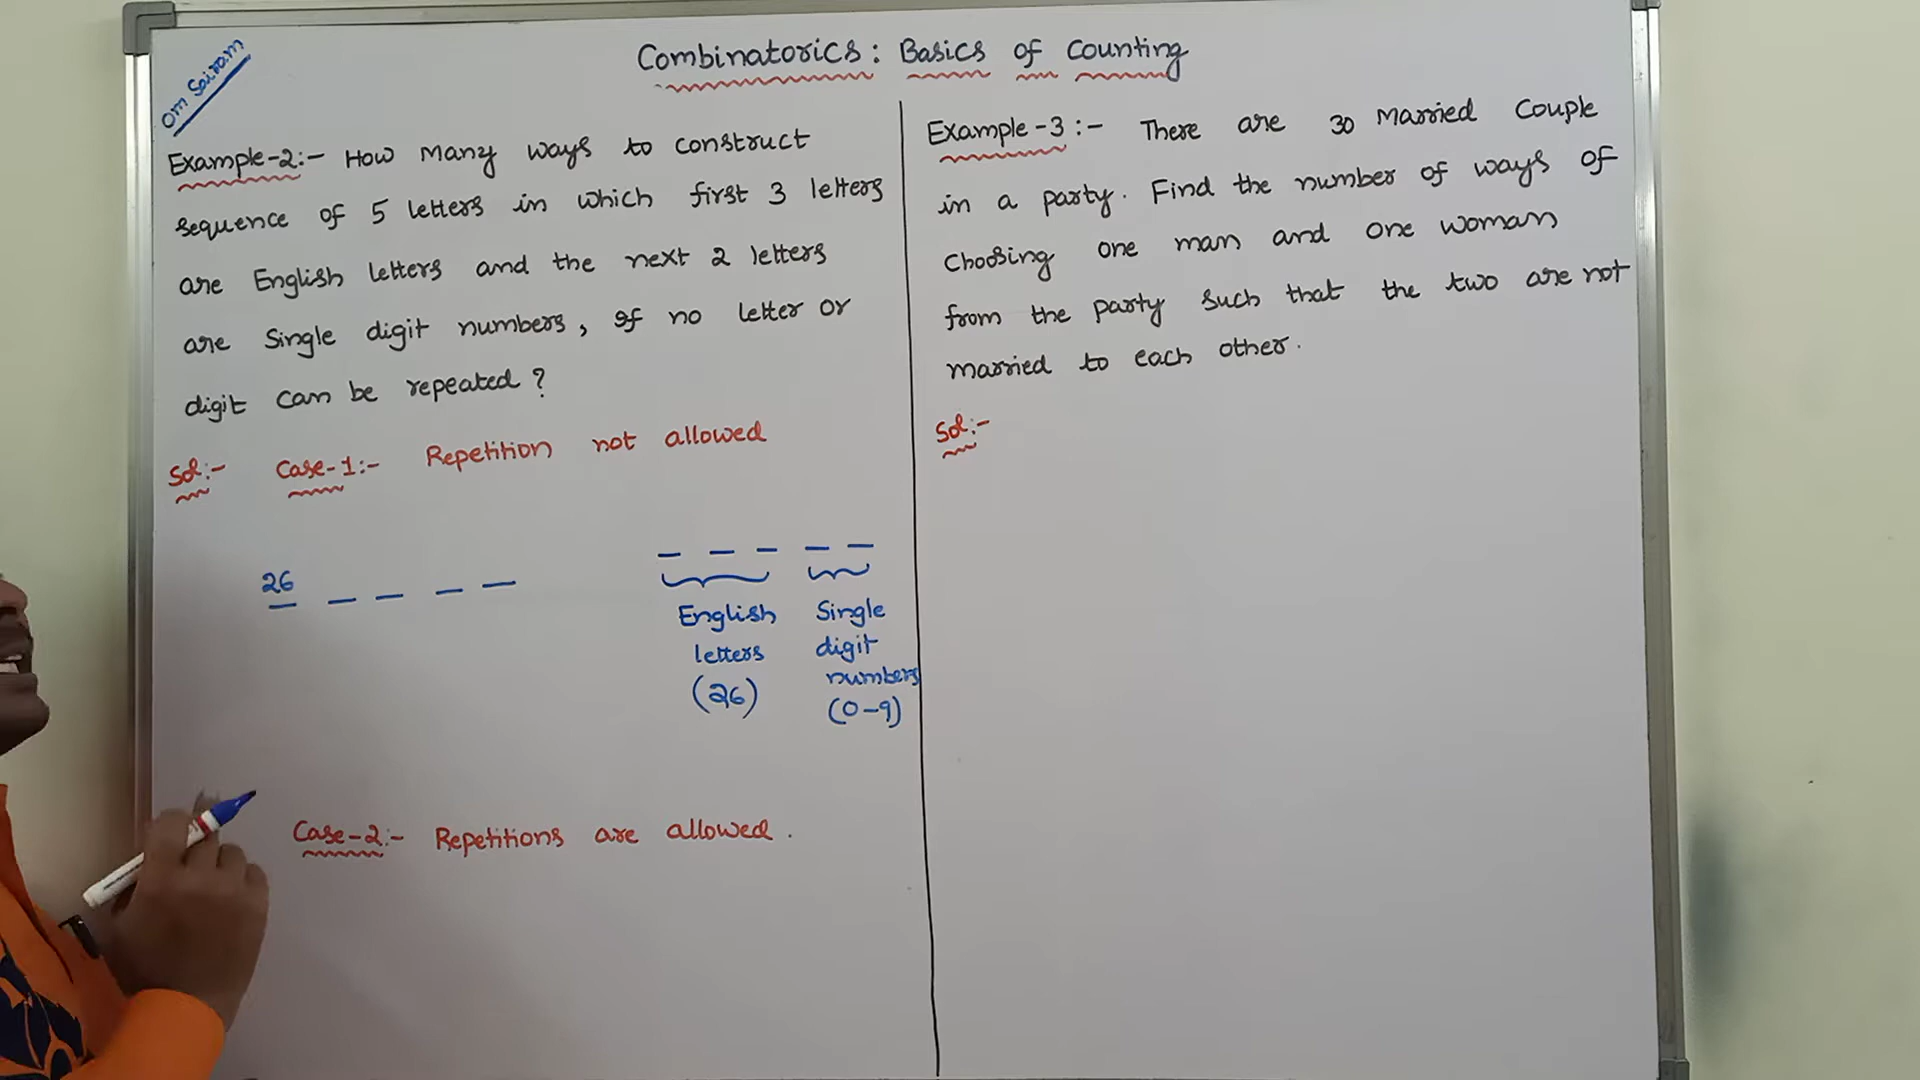 Om Sairam
Combinatorics: Basics of Counting
Example-2:- How Many ways to construct
sequence of 5 letters in which first 3 letters
are English letters and the next 2 letters
are Single digit numbers, If no letter or
digit can be repeated?
Sol:- Case-1:- Repetition not allowed
26
English
letters
(26)
Single
digit
numbers
(0-9)
Case-2:- Repetitions are allowed.
Example-3:- There are 30 Married Couple
in a party. Find the number of ways of
choosing one man and one woman
from the party such that the two are not
married to each other.
Sol:-